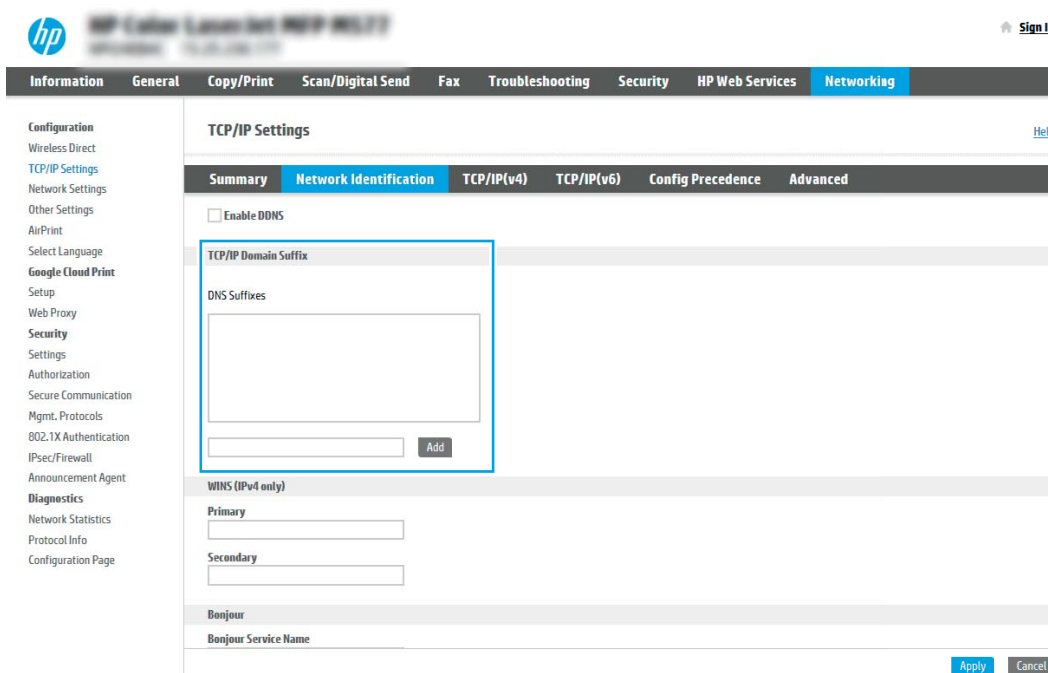 hp
Sign I
Information General Copy/Print Scan/Digital Send Fax Troubleshooting Security HP Web Services Networking
Configuration
Wireless Direct
TCP/IP Settings
Network Settings
Other Settings
AirPrint
Select Language
Google Cloud Print
Setup
Web Proxy
Security
Settings
Authorization
Secure Communication
Mgmt. Protocols
802.1X Authentication
IPsec/Firewall
Announcement Agent
Diagnostics
Network Statistics
Protocol Info
Configuration Page
TCP/IP Settings
Hel
Summary Network Identification TCP/IP(v4) TCP/IP(v6) Config Precedence Advanced
Enable DDNS
TCP/IP Domain Suffix
DNS Suffixes
Add
WINS (IPv4 only)
Primary
Secondary
Bonjour
Bonjour Service Name
Apply Cancel